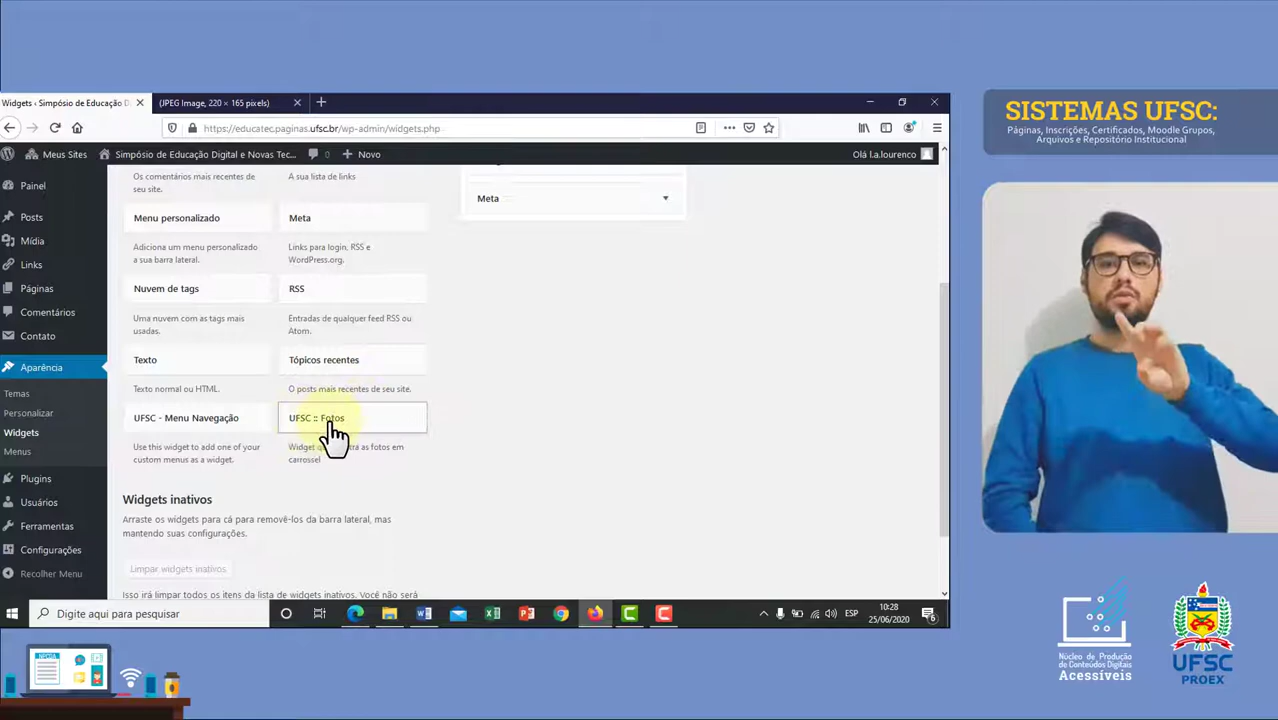 Widgets ‹ Simpósio de Educação D
(JPEG Image, 220 × 165 pixels)
https://educatec.paginas.ufsc.br/wp-admin/widgets.php
Meus Sites
Simpósio de Educação Digital e Novas Tec...
0
Novo
Olá l.a.lourenco
Painel
Posts
Mídia
Links
Páginas
Comentários
Contato
Aparência
Temas
Personalizar
Widgets
Menus
Plugins
Usuários
Ferramentas
Configurações
Recolher Menu
Os comentários mais recentes de
seu site.
A sua lista de links
Menu personalizado
Adiciona um menu personalizado
a sua barra lateral.
Meta
Links para login, RSS e
WordPress.org.
Nuvem de tags
Uma nuvem com as tags mais
usadas.
RSS
Entradas de qualquer feed RSS ou
Atom.
Texto
Texto normal ou HTML.
Tópicos recentes
O posts mais recentes de seu site.
UFSC - Menu Navegação
Use this widget to add one of your
custom menus as a widget.
UFSC :: Fotos
Widget as fotos em
carrossel
Meta
Widgets inativos
Arraste os widgets para cá para removê-los da barra lateral, mas
mantendo suas configurações.
Limpar widgets inativos
Isso irá limpar todos os itens da lista de widgets inativos. Você não será
Digite aqui para pesquisar
ESP
10:28
25/06/2020
6
SISTEMAS UFSC:
Páginas, Inscrições, Certificados, Moodle Grupos,
Arquivos e Repositório Institucional
Núcleo de Produção
de Conteúdos Digitais
Acessíveis
UFSC
PROEX